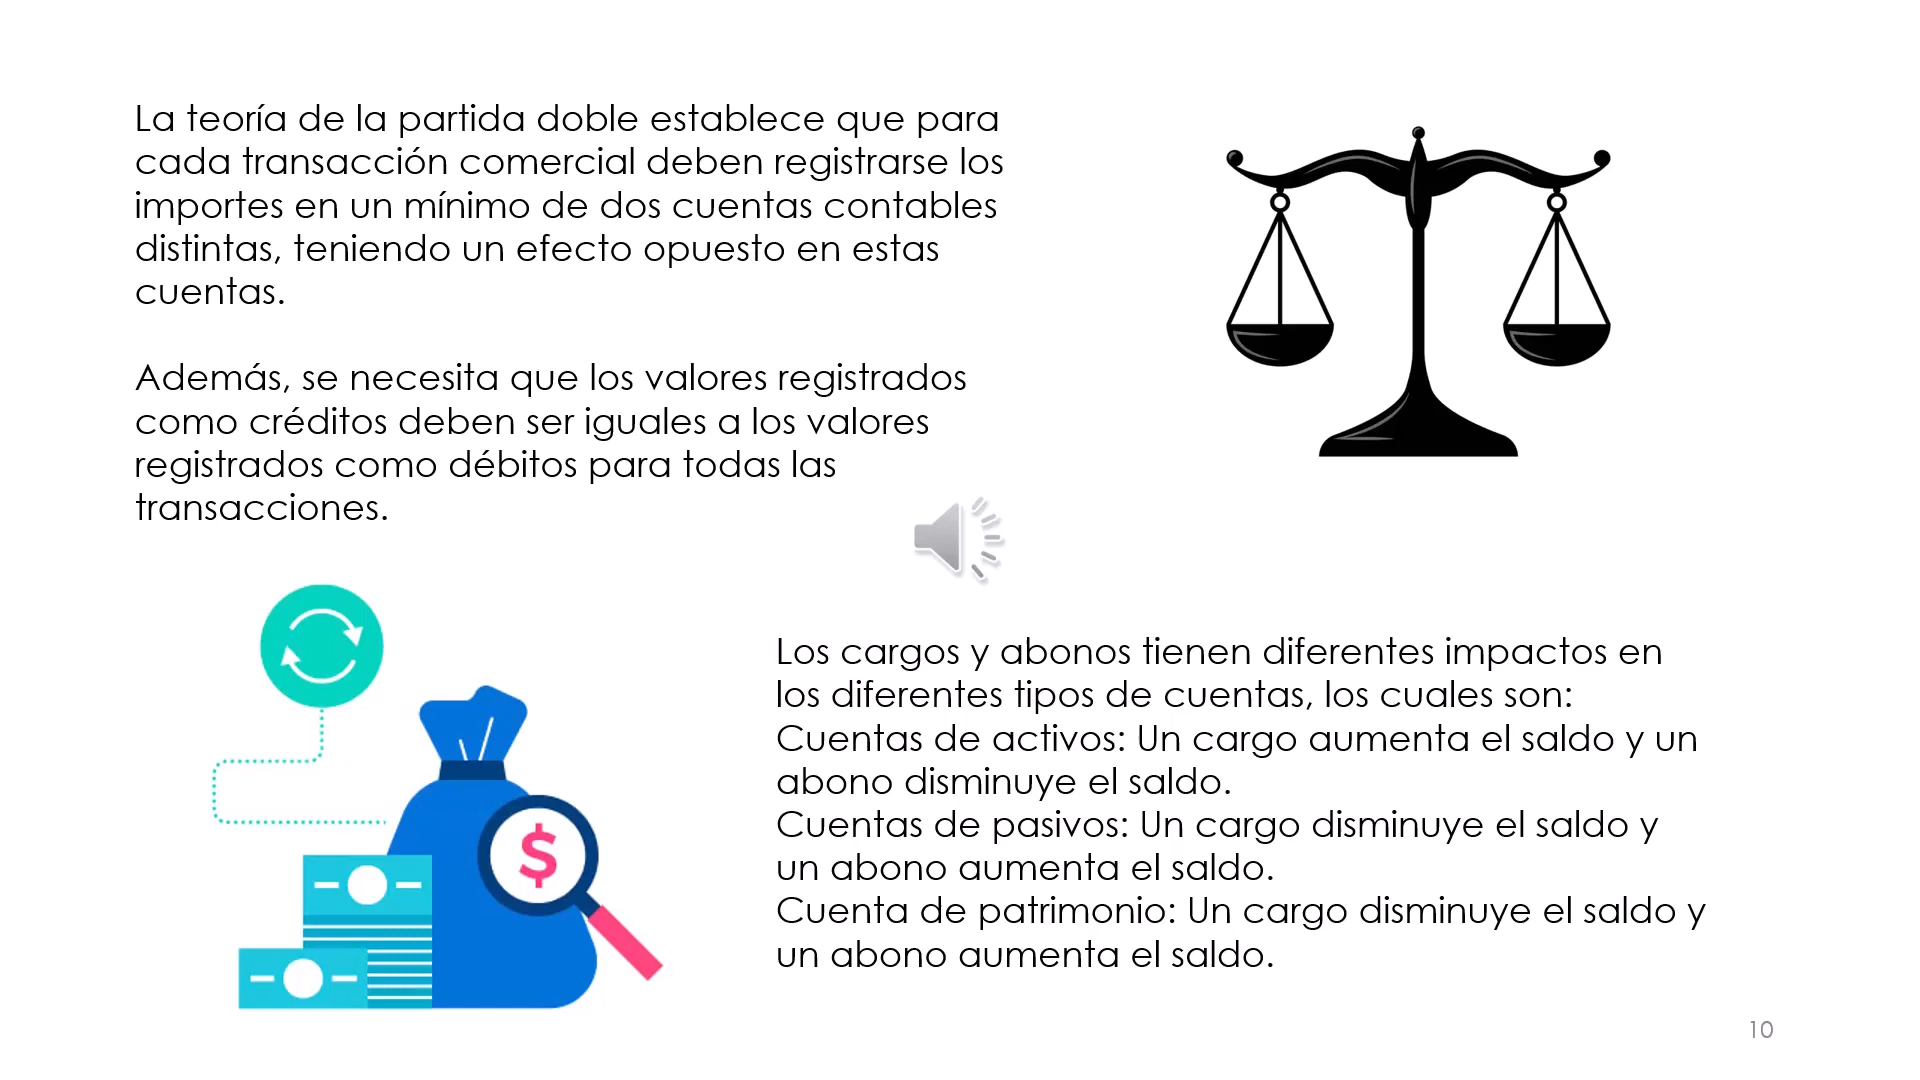 La teoría de la partida doble establece que para
cada transacción comercial deben registrarse los
importes en un mínimo de dos cuentas contables
distintas, teniendo un efecto opuesto en estas
cuentas.
Además, se necesita que los valores registrados
como créditos deben ser iguales a los valores
registrados como débitos para todas las
transacciones.
$
Los cargos y abonos tienen diferentes impactos en
los diferentes tipos de cuentas, los cuales son:
Cuentas de activos: Un cargo aumenta el saldo y un
abono disminuye el saldo.
Cuentas de pasivos: Un cargo disminuye el saldo y
un abono aumenta el saldo.
Cuenta de patrimonio: Un cargo disminuye el saldo y
un abono aumenta el saldo.
10